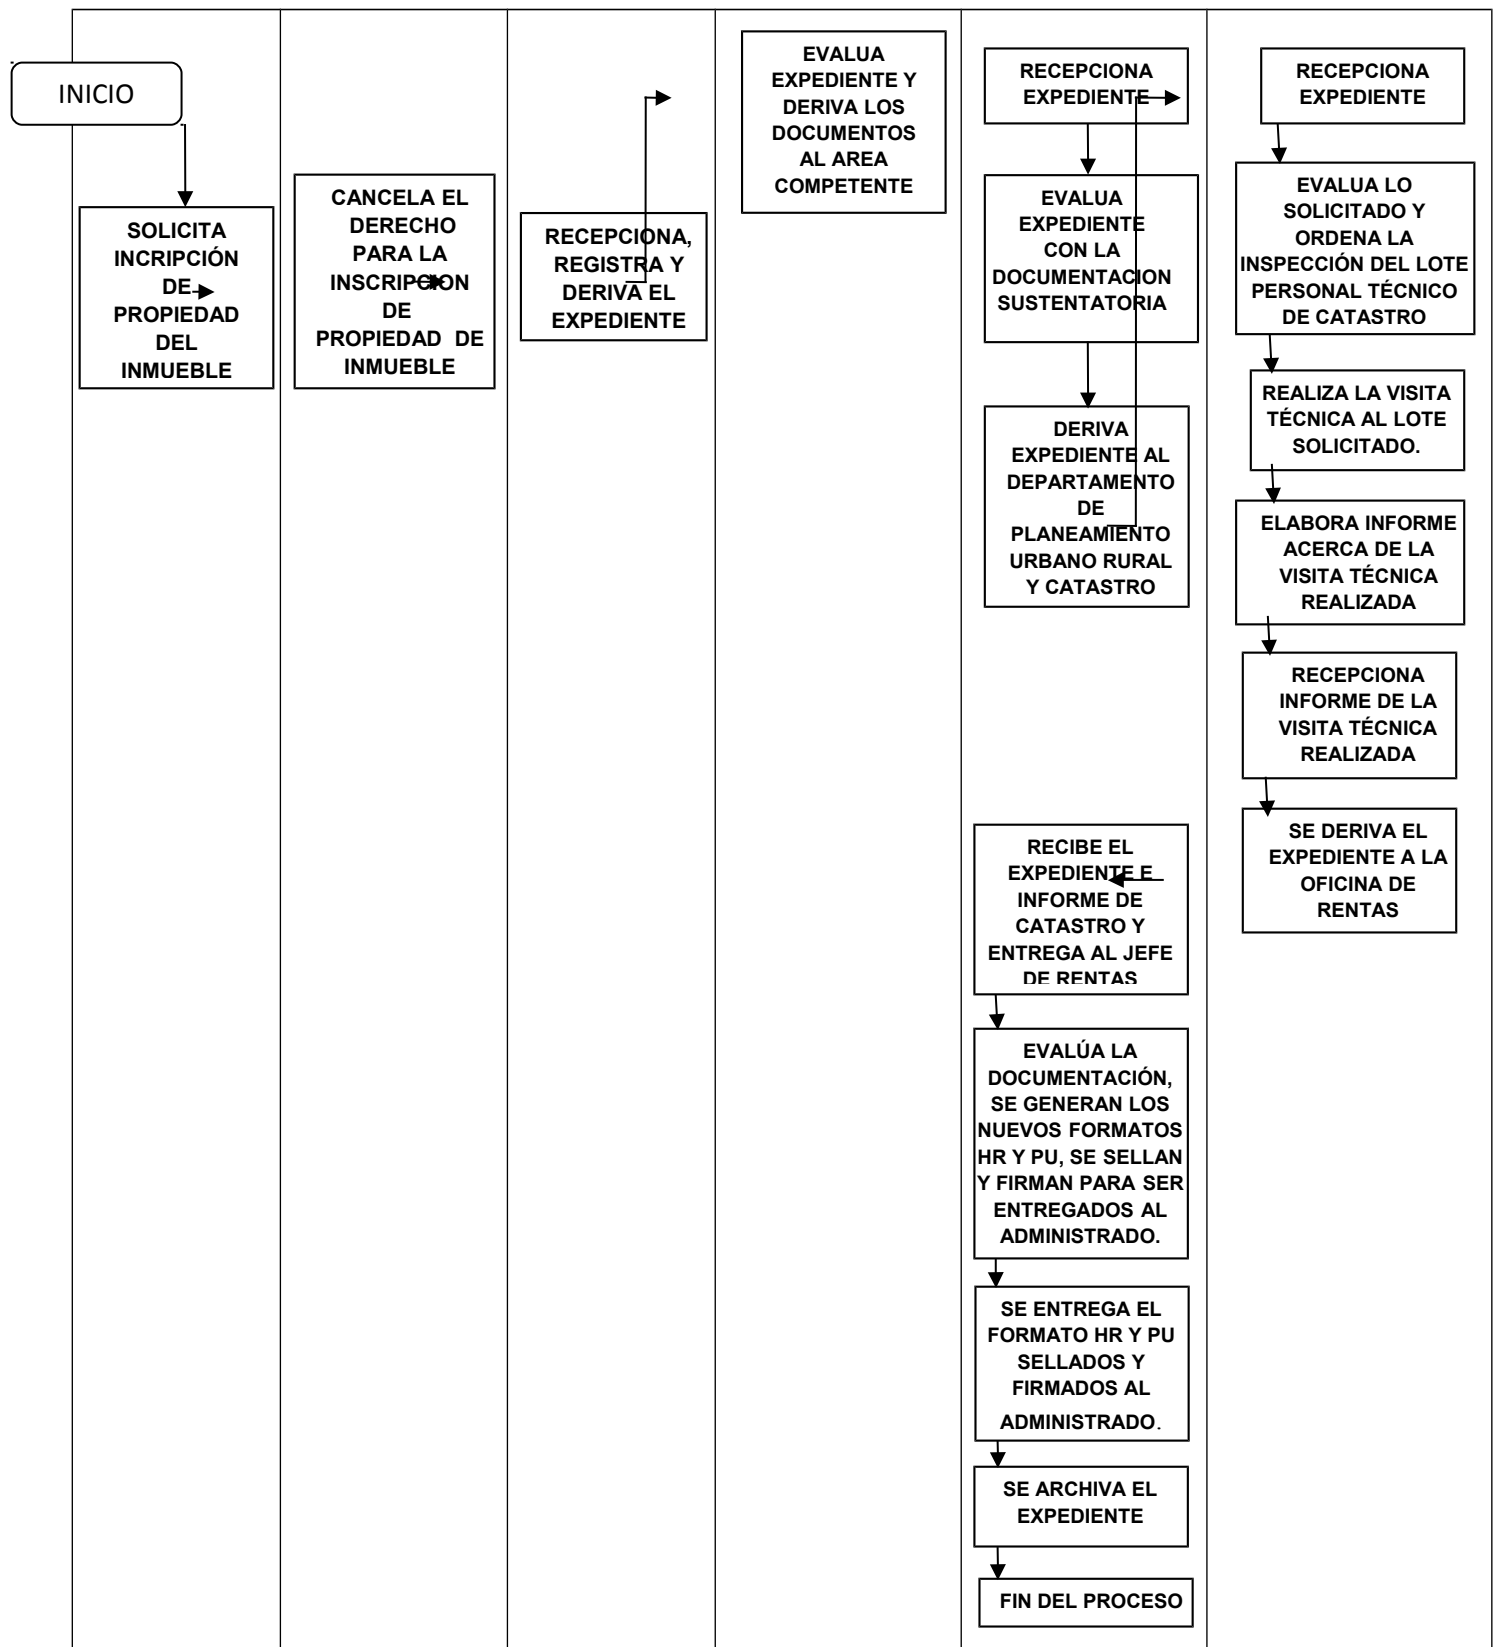 INICIO
SOLICITA
INCRIPCIÓN
DE
PROPIEDAD
DEL
INMUEBLE
CANCELA EL
DERECHO
PARA LA
INSCRIPCION
DE
PROPIEDAD DE
INMUEBLE
RECEPCIONA,
REGISTRA Y
DERIVA EL
EXPEDIENTE
EVALUA
EXPEDIENTE Y
DERIVA LOS
DOCUMENTOS
AL AREA
COMPETENTE
RECEPCIONA
EXPEDIENTE
EVALUA
EXPEDIENTE
CON LA
DOCUMENTACION
SUSTENTATORIA
DERIVA
EXPEDIENTE AL
DEPARTAMENTO
DE
PLANEAMIENTO
URBANO RURAL
Y CATASTRO
RECEPCIONA
EXPEDIENTE
EVALUA LO
SOLICITADO Y
ORDENA LA
INSPECCIÓN DEL LOTE
PERSONAL TÉCNICO
DE CATASTRO
REALIZA LA VISITA
TÉCNICA AL LOTE
SOLICITADO.
ELABORA INFORME
ACERCA DE LA
VISITA TÉCNICA
REALIZADA
RECEPCIONA
INFORME DE LA
VISITA TÉCNICA
REALIZADA
SE DERIVA EL
EXPEDIENTE A LA
OFICINA DE
RENTAS
RECIBE EL
EXPEDIENTE E
INFORME DE
CATASTRO Y
ENTREGA AL JEFE
DE RENTAS
EVALÚA LA
DOCUMENTACIÓN,
SE GENERAN LOS
NUEVOS FORMATOS
HR Y PU, SE SELLAN
Y FIRMAN PARA SER
ENTREGADOS AL
ADMINISTRADO.
SE ENTREGA EL
FORMATO HR Y PU
SELLADOS Y
FIRMADOS AL
ADMINISTRADO.
SE ARCHIVA EL
EXPEDIENTE
FIN DEL PROCESO